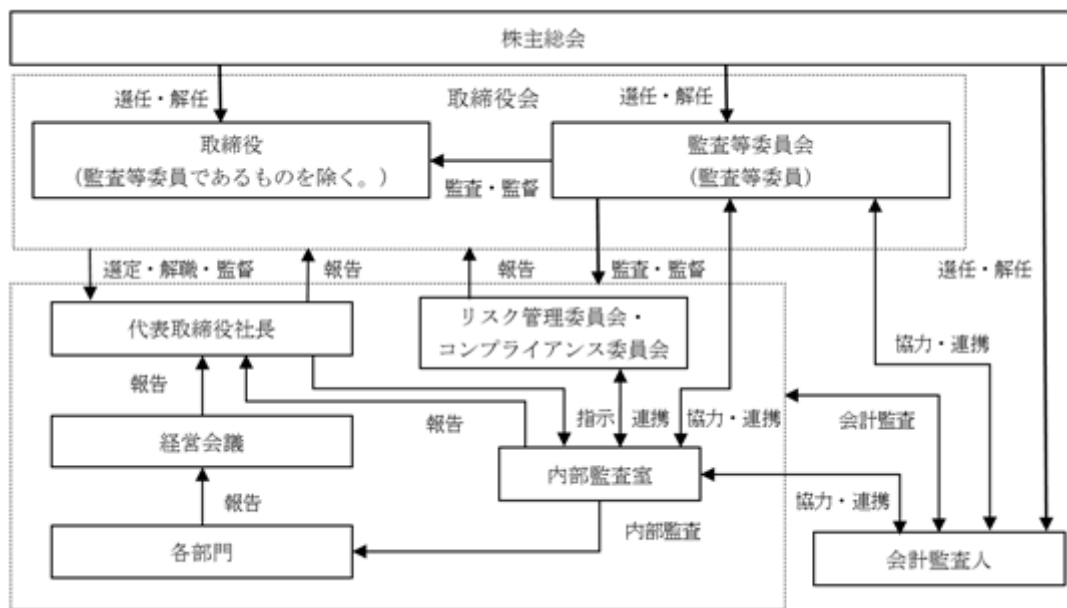 株主総会
選任・解任
取締役会
選任・解任
取締役
(監査等委員であるものを除く。)
監査等委員会
(監査等委員)
監査・監督
選定・解職・監督
報告
報告
監査・監督
選任・解任
代表取締役社長
リスク管理委員会・
コンプライアンス委員会
協力・連携
報告
報告
指示
連携
協力・連携
会計監査
経営会議
内部監査室
報告
協力・連携
内部監査
各部門
会計監査人